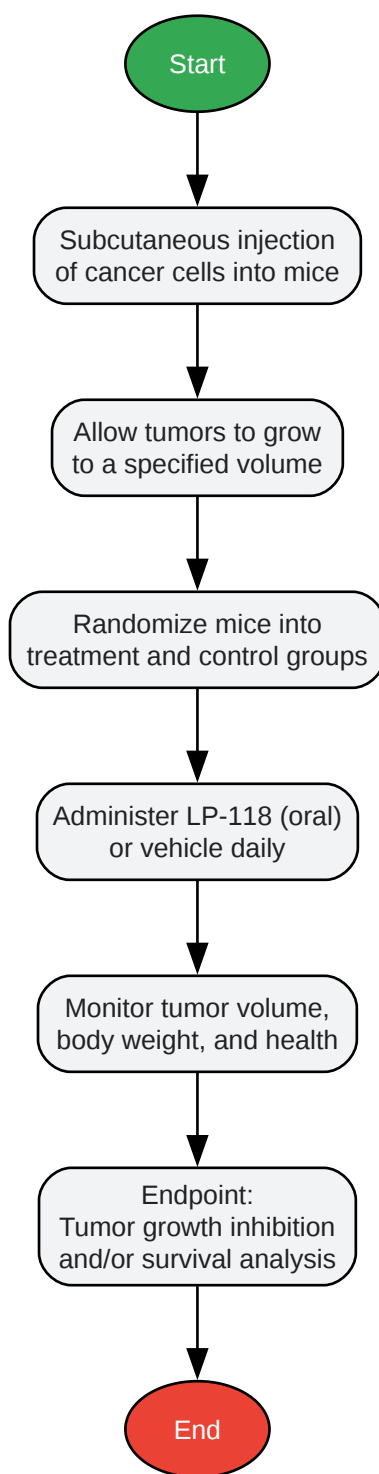 Start
Subcutaneous injection
of cancer cells into mice
Allow tumors to grow
to a specified volume
Randomize mice into
treatment and control groups
Administer LP-118 (oral)
or vehicle daily
Monitor tumor volume,
body weight, and health
Endpoint:
Tumor growth inhibition
and/or survival analysis
End